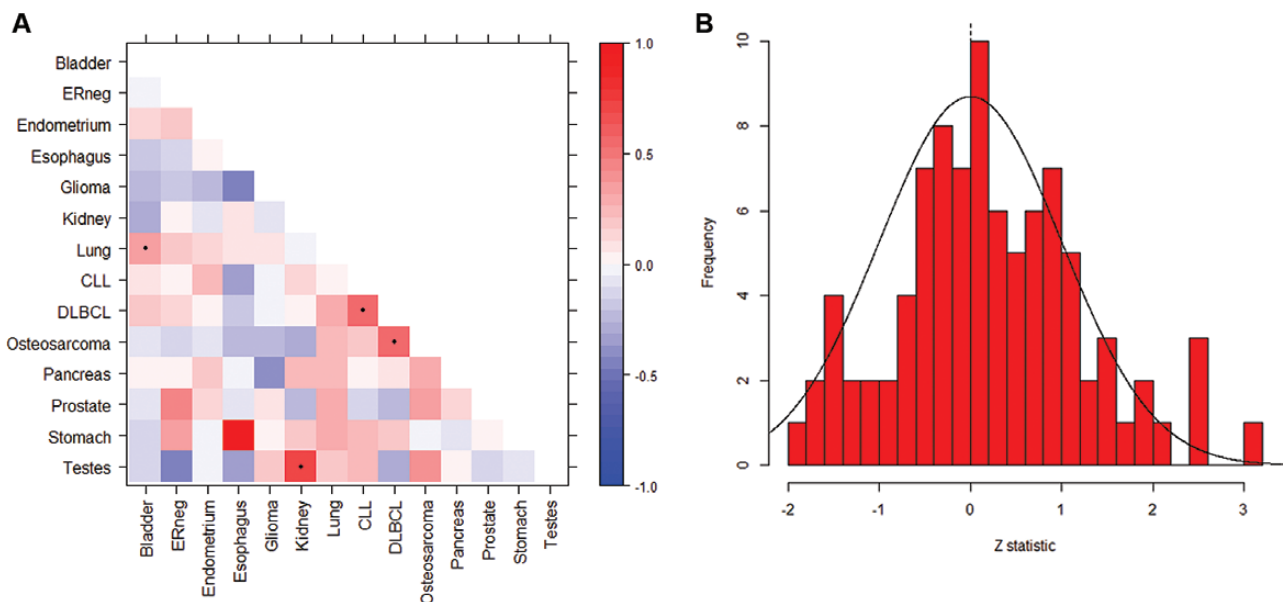 A
Bladder
ERneg
Endometrium
Esophagus
Glioma
Kidney
Lung
CLL
DLBCL
Osteosarcoma
Pancreas
Prostate
Stomach
Testes
Bladder
ERneg
Endometrium
Esophagus
Glioma
Kidney
Lung
CLL
DLBCL
Osteosarcoma
Pancreas
Prostate
Stomach
Testes
1.0
0.5
0.0
-0.5
-1.0
B
Frequency
10
8
6
4
2
0
-2 -1 0 1 2 3
Z statistic